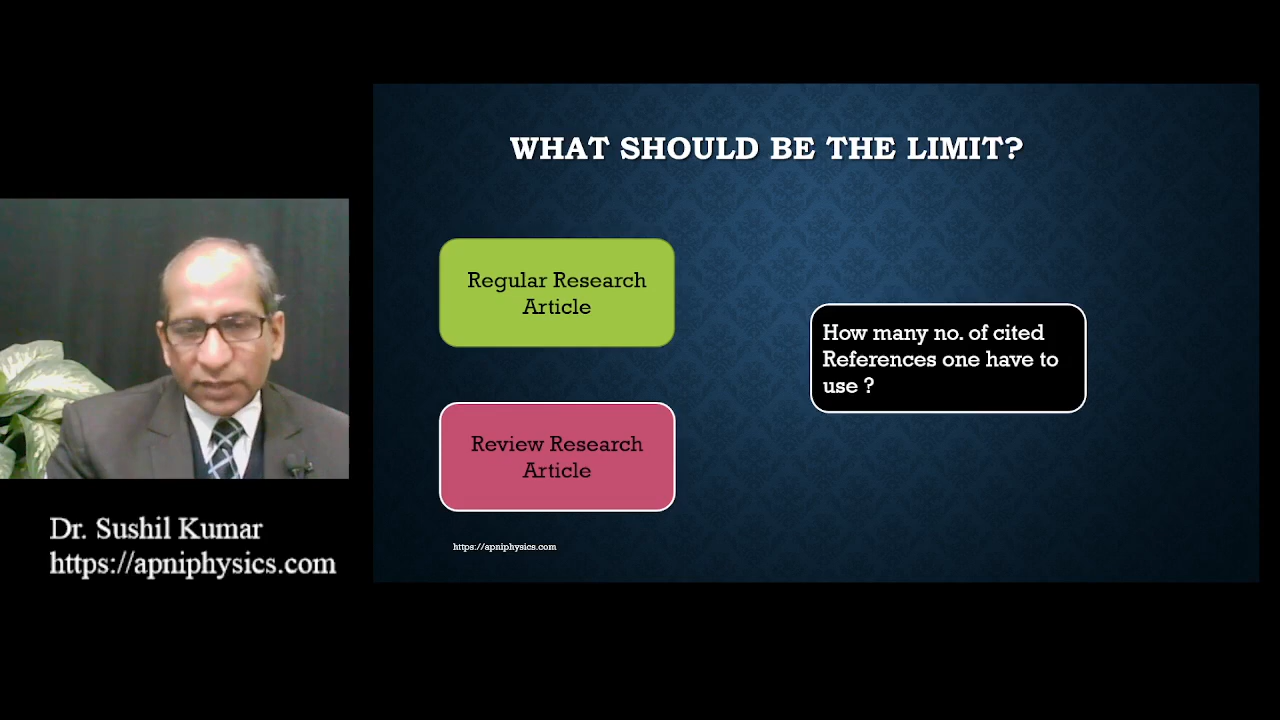 WHAT SHOULD BE THE LIMIT?
Regular Research
Article
How many no. of cited
References one have to
use ?
Review Research
Article
https://apniphysics.com
Dr. Sushil Kumar
https://apniphysics.com